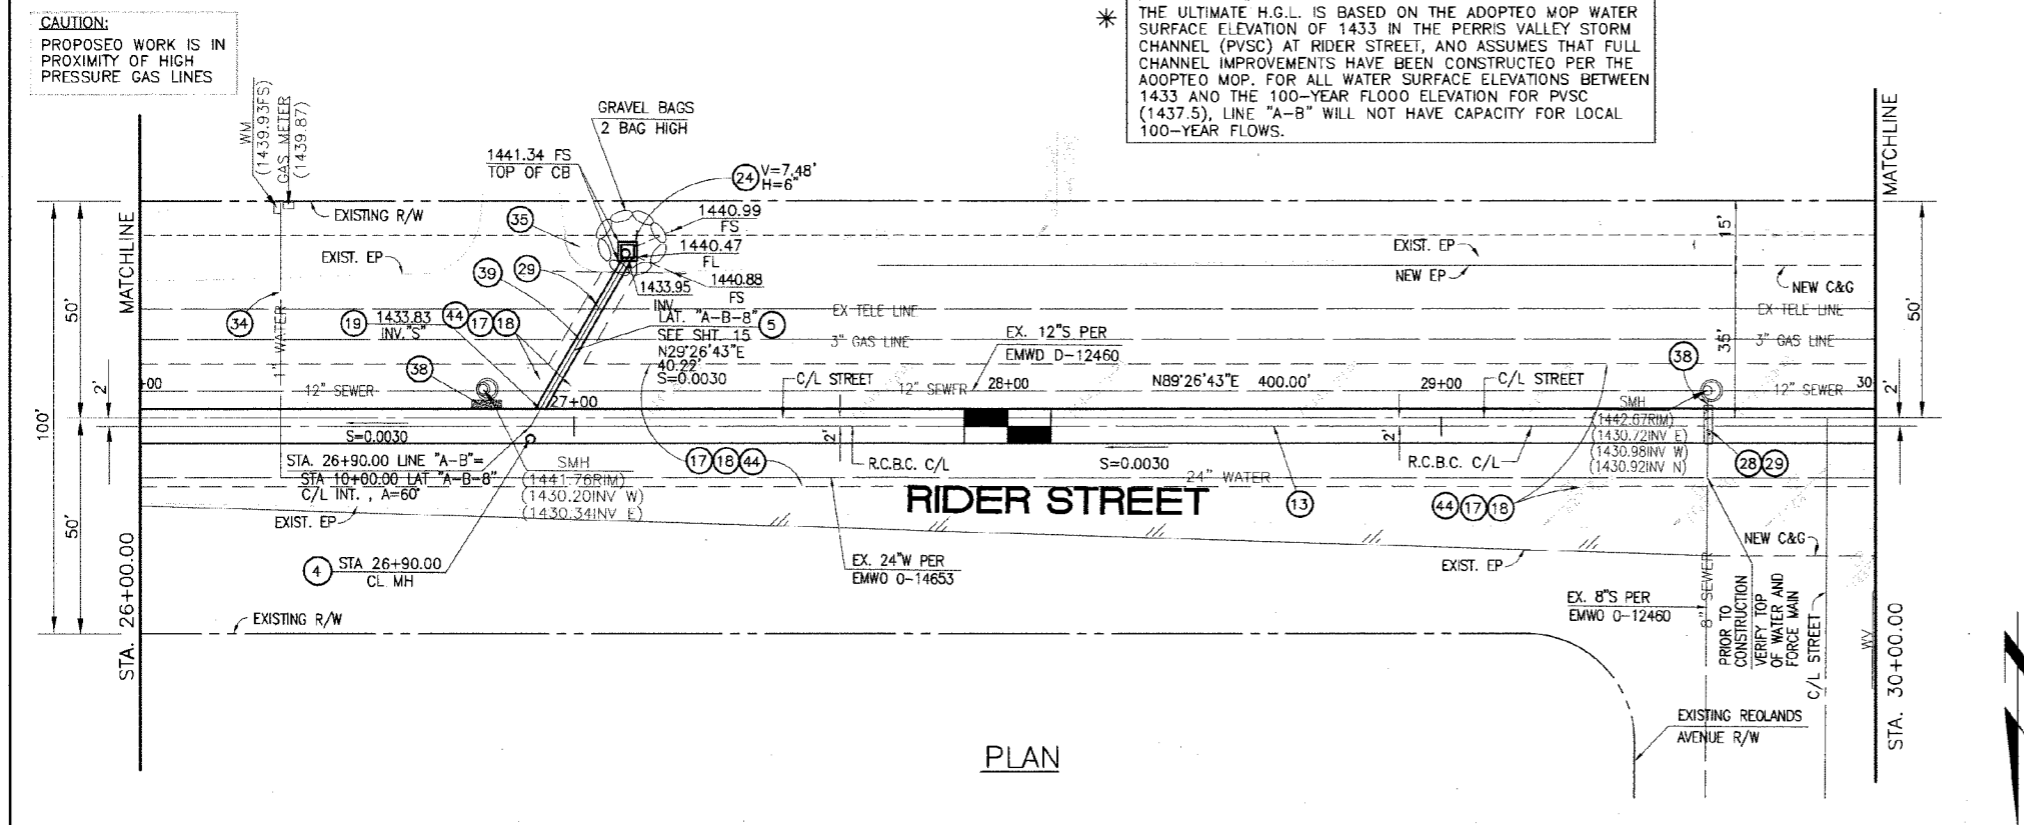 CAUTION:
PROPOSEO WORK IS IN
PROXIMITY OF HIGH
PRESSURE GAS LINES
*
THE ULTIMATE H.G.L. IS BASED ON THE ADOPTEO MOP WATER
SURFACE ELEVATION OF 1433 IN THE PERRIS VALLEY STORM
CHANNEL (PVSC) AT RIDER STREET, ANO ASSUMES THAT FULL
CHANNEL IMPROVEMENTS HAVE BEEN CONSTRUCTEO PER THE
AOOPTEO MOP. FOR ALL WATER SURFACE ELEVATIONS BETWEEN
1433 ANO THE 100-YEAR FLOOO ELEVATION FOR PVSC
(1437.5), LINE "A-B" WILL NOT HAVE CAPACITY FOR LOCAL
100-YEAR FLOWS.
WM
(1439.93FS)
GAS METER
(1439.87)
GRAVEL BAGS
2 BAG HIGH
1441.34 FS
TOP OF CB
24
V=7.48'
H=6"
MATCHLINE
MATCHLINE
EXISTING R/W
35
1440.99
FS
1440.47
FL
1440.88
FS
1433.95
INV.
EXIST. EP
39
29
EXIST. EP
NEW EP
NEW C&G
15'
35'
50'
50'
100'
50'
34
1" WATER
19
1433.83
INV. "S"
44
17
18
LAT. "A-B-8"
5
SEE SHT. 15
N29°26'43"E
40.22'
S=0.0030
EX TELE LINE
3" GAS LINE
EX. 12"S PER
EMWD D-12460
EX TELE LINE
3" GAS LINE
38
38
2'
+00
12" SEWER
27+00
C/L STREET
12" SEWER
28+00
N89°26'43"E 400.00'
29+00
C/L STREET
12" SEWER
30
2'
SMH
(1442.67RIM)
(1430.72INV E)
(1430.98INV W)
(1430.92INV N)
S=0.0030
STA. 26+90.00 LINE "A-B"=
STA 10+00.00 LAT "A-B-8"
C/L INT. , A=60°
SMH
(1441.76RIM)
(1430.20INV W)
(1430.34INV E)
17
18
44
2'
R.C.B.C. C/L
S=0.0030
2'
R.C.B.C. C/L
28
29
24" WATER
RIDER STREET
13
44
17
18
EXIST. EP
4
STA 26+90.00
CL MH
EX. 24"W PER
EMWO O-14653
EXIST. EP
NEW C&G
EX. 8"S PER
EMWO O-12460
8" SEWER
PRIOR TO
CONSTRUCTION
VERIFY TOP
OF WATER AND
FORCE MAIN
C/L STREET
WV
EXISTING R/W
STA. 26+00.00
STA. 30+00.00
EXISTING REOLANDS
AVENUE R/W
PLAN